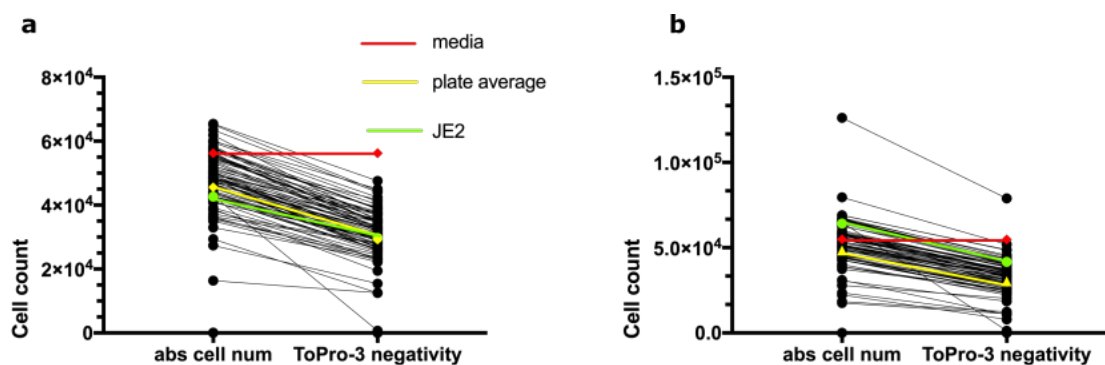 a
b
media
plate average
JE2
Cell count
8×10⁴
6×10⁴
4×10⁴
2×10⁴
0
abs cell num
ToPro-3 negativity
Cell count
1.5×10⁵
1.0×10⁵
5.0×10⁴
0.0
abs cell num
ToPro-3 negativity